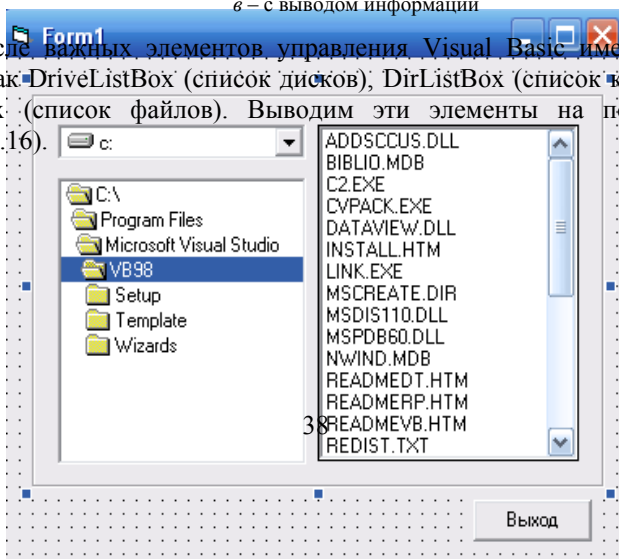 в – с выводом информации
Form1
важных элементов управления Visual Basic
DriveListBox (список дисков), DirListBox (список
(список файлов). Выводим эти элементы на
.16).
c:
C:\
Program Files
Microsoft Visual Studio
VB98
Setup
Template
Wizards
ADDSCCUS.DLL
BIBLIO.MDB
C2.EXE
CVPACK.EXE
DATAVIEW.DLL
INSTALL.HTM
LINK.EXE
MSCREATE.DIR
MSDIS110.DLL
MSPDB60.DLL
NWIND.MDB
READMEDT.HTM
READMERP.HTM
READMEVB.HTM
REDIST.TXT
38
Выход